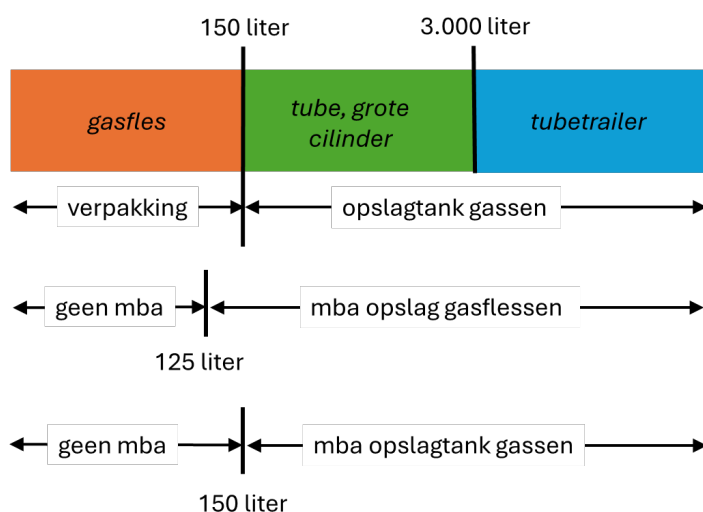 150 liter
3.000 liter
gasfles
tube, grote
cilinder
tubetrailer
verpakking
opslagtank gassen
geen mba
mba opslag gasflessen
125 liter
geen mba
mba opslagtank gassen
150 liter